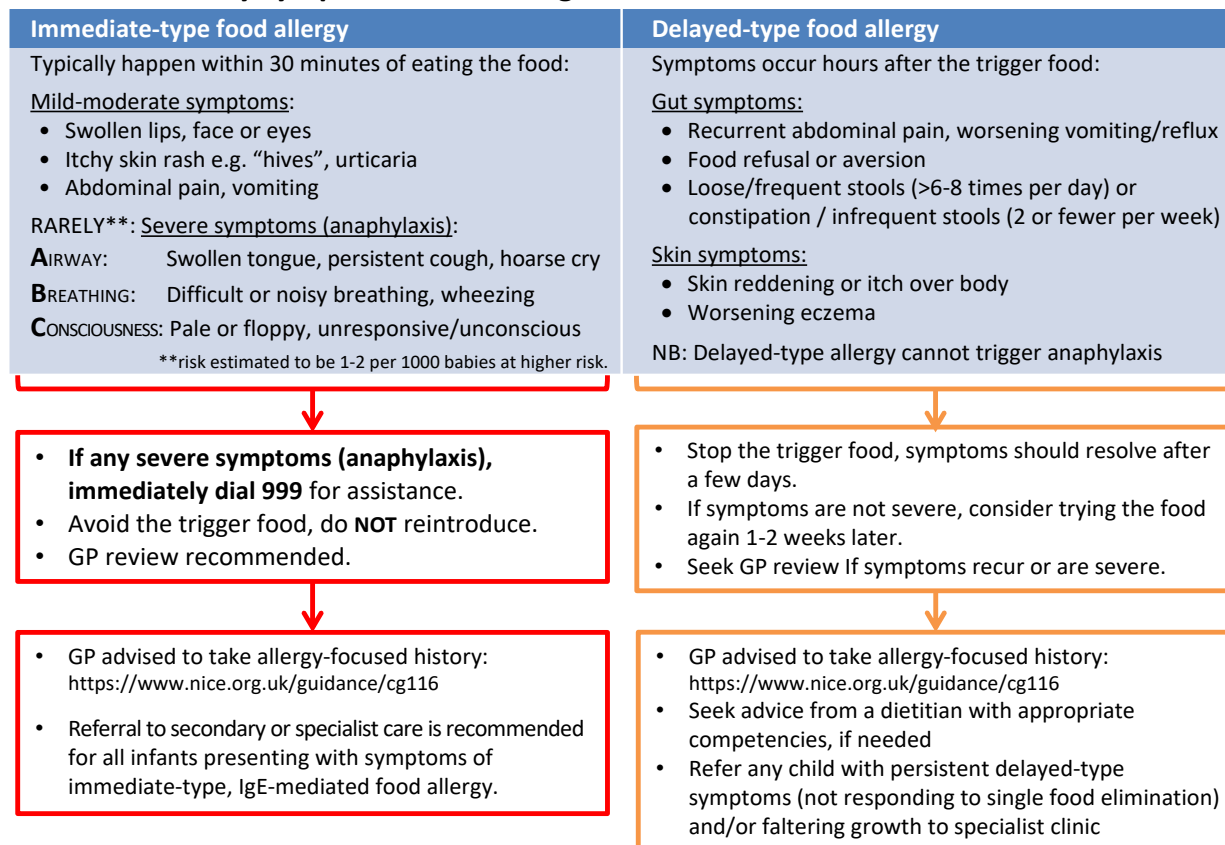 Immediate-type food allergy
Typically happen within 30 minutes of eating the food:
Mild-moderate symptoms:
• Swollen lips, face or eyes
• Itchy skin rash e.g. “hives”, urticaria
• Abdominal pain, vomiting
RARELY**: Severe symptoms (anaphylaxis):
AIRWAY: Swollen tongue, persistent cough, hoarse cry
BREATHING: Difficult or noisy breathing, wheezing
CONSCIOUSNESS: Pale or floppy, unresponsive/unconscious
**risk estimated to be 1-2 per 1000 babies at higher risk.
• If any severe symptoms (anaphylaxis),
immediately dial 999 for assistance.
• Avoid the trigger food, do NOT reintroduce.
• GP review recommended.
• GP advised to take allergy-focused history:
https://www.nice.org.uk/guidance/cg116
• Referral to secondary or specialist care is recommended
for all infants presenting with symptoms of
immediate-type, IgE-mediated food allergy.
Delayed-type food allergy
Symptoms occur hours after the trigger food:
Gut symptoms:
• Recurrent abdominal pain, worsening vomiting/reflux
• Food refusal or aversion
• Loose/frequent stools (>6-8 times per day) or
constipation / infrequent stools (2 or fewer per week)
Skin symptoms:
• Skin reddening or itch over body
• Worsening eczema
NB: Delayed-type allergy cannot trigger anaphylaxis
• Stop the trigger food, symptoms should resolve after
a few days.
• If symptoms are not severe, consider trying the food
again 1-2 weeks later.
• Seek GP review If symptoms recur or are severe.
• GP advised to take allergy-focused history:
https://www.nice.org.uk/guidance/cg116
• Seek advice from a dietitian with appropriate
competencies, if needed
• Refer any child with persistent delayed-type
symptoms (not responding to single food elimination)
and/or faltering growth to specialist clinic